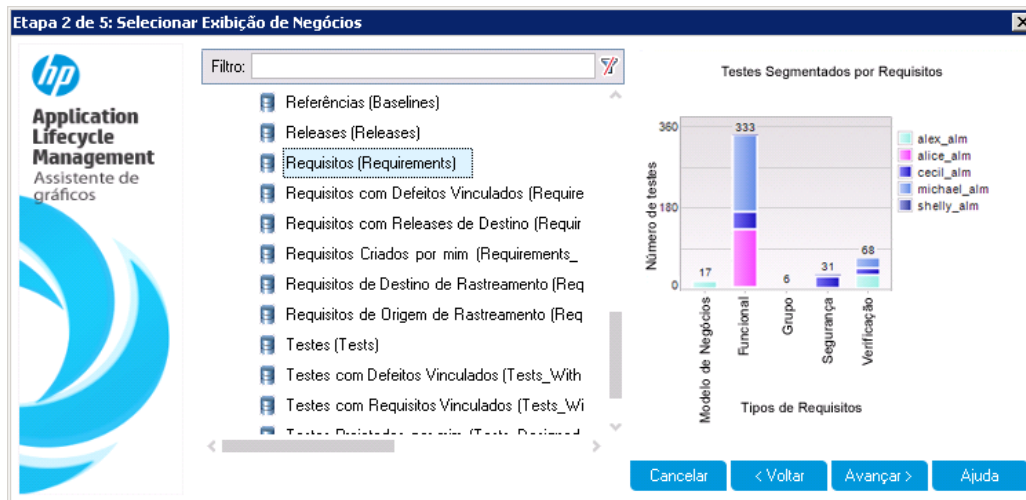 Etapa 2 de 5: Selecionar Exibição de Negócios
hp
Application
Lifecycle
Management
Assistente de
gráficos
Filtro:
Referências (Baselines)
Releases (Releases)
Requisitos (Requirements)
Requisitos com Defeitos Vinculados (Require
Requisitos com Releases de Destino (Requir
Requisitos Criados por mim (Requirements_
Requisitos de Destino de Rastreamento (Req
Requisitos de Origem de Rastreamento (Req
Testes (Tests)
Testes com Defeitos Vinculados (Tests_With
Testes com Requisitos Vinculados (Tests_Wi
Testes Projetados por mim (Tests_Designed
Testes Segmentados por Requisitos
Número de testes
360
180
0
17
333
6
31
68
Modelo de Negócios
Funcional
Grupo
Segurança
Verificação
Tipos de Requisitos
alex_alm
alice_alm
cecil_alm
michael_alm
shelly_alm
Cancelar
< Voltar
Avançar >
Ajuda